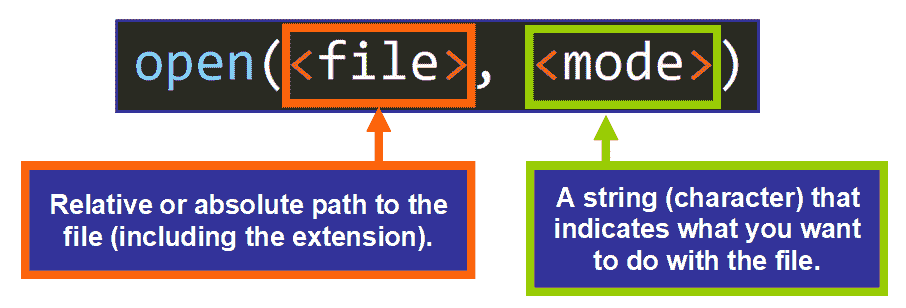 open(<file>, <mode>)
Relative or absolute path to the
file (including the extension).
A string (character) that
indicates what you want
to do with the file.